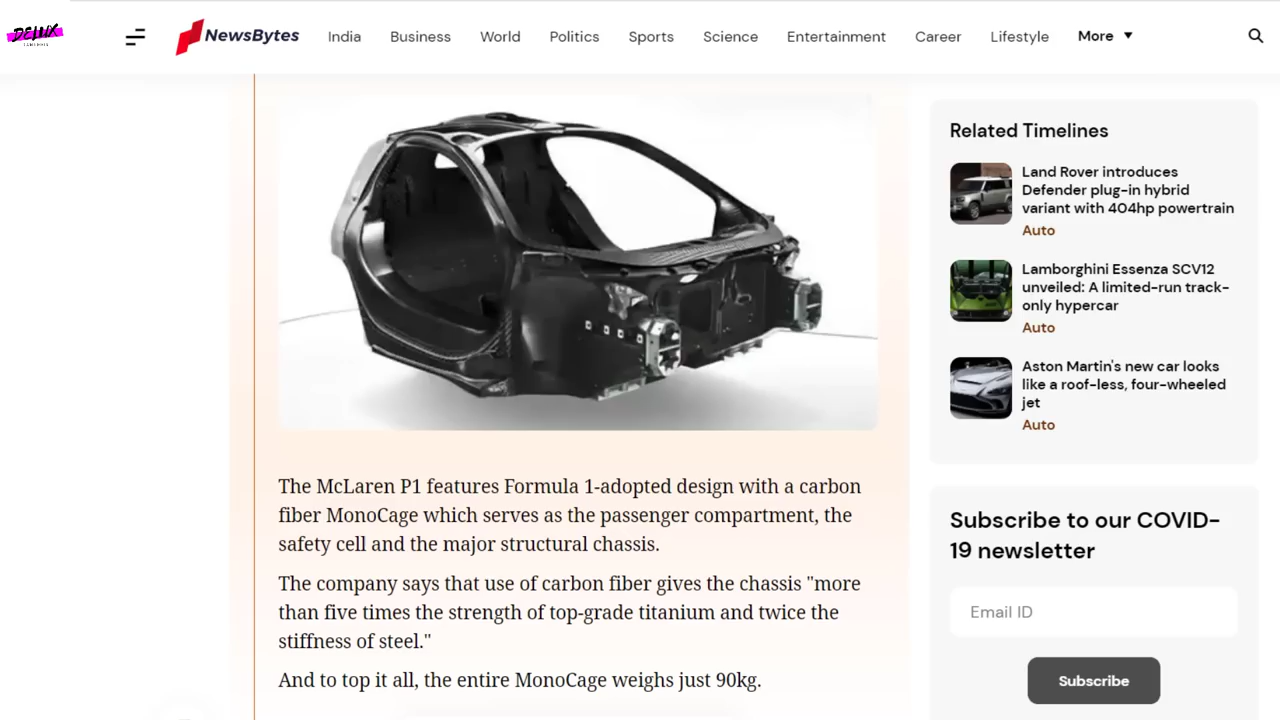 DELUX
NewsBytes
India
Business
World
Politics
Sports
Science
Entertainment
Career
Lifestyle
More
The McLaren P1 features Formula 1-adopted design with a carbon
fiber MonoCage which serves as the passenger compartment, the
safety cell and the major structural chassis.
The company says that use of carbon fiber gives the chassis "more
than five times the strength of top-grade titanium and twice the
stiffness of steel."
And to top it all, the entire MonoCage weighs just 90kg.
Related Timelines
Land Rover introduces
Defender plug-in hybrid
variant with 404hp powertrain
Auto
Lamborghini Essenza SCV12
unveiled: A limited-run track-
only hypercar
Auto
Aston Martin's new car looks
like a roof-less, four-wheeled
jet
Auto
Subscribe to our COVID-
19 newsletter
Email ID
Subscribe